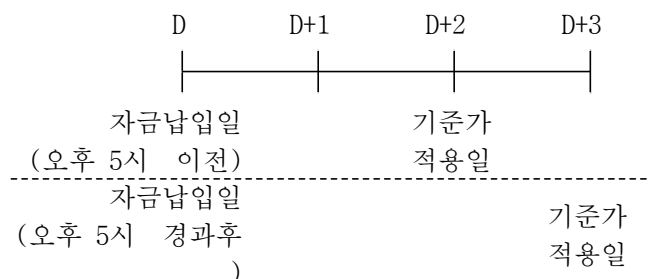 D D+1 D+2 D+3
자금납입일 기준가
(오후 5시 이전) 적용일
자금납입일
기준가
(오후 5시 경과후
적용일
)